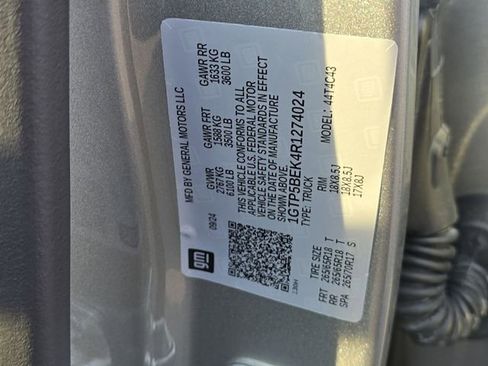 MFD BY GENERAL MOTORS LLC
09/24
GVWR GAWR FRT GAWR RR
2767 KG 1588 KG 1633 KG
6100 LB 3500 LB 3600 LB
THIS VEHICLE CONFORMS TO ALL
APPLICABLE U.S. FEDERAL MOTOR
VEHICLE SAFETY STANDARDS IN EFFECT
ON THE DATE OF MANUFACTURE
SHOWN ABOVE.
1GTP5BEK4R1274024
TYPE: TRUCK MODEL: 44T4C43
gm
TIRE SIZE RIM
FRT 265/65R18 T 18X8.5J
RR 265/65R18 T 18X8.5J
SPA 265/70R17 S 17X8J